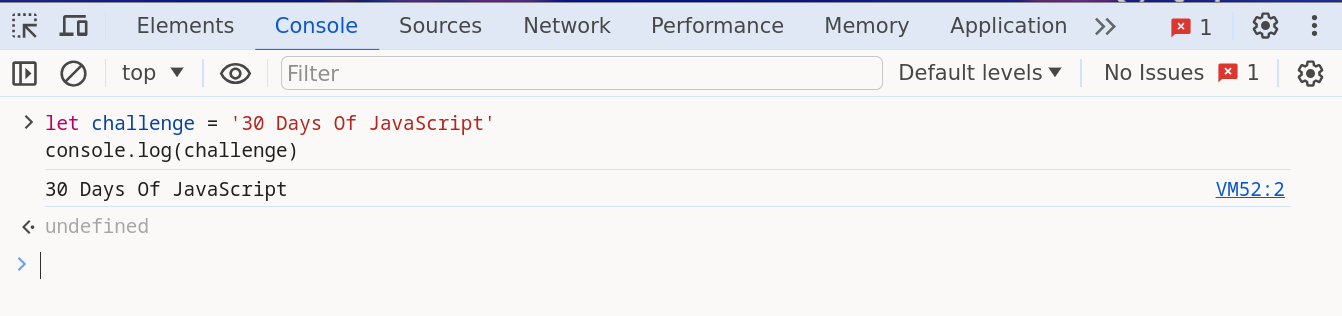 Elements Console Sources Network Performance Memory Application 1
top Filter Default levels No Issues 1
let challenge = '30 Days Of JavaScript'
console.log(challenge)
30 Days Of JavaScript VM52:2
undefined